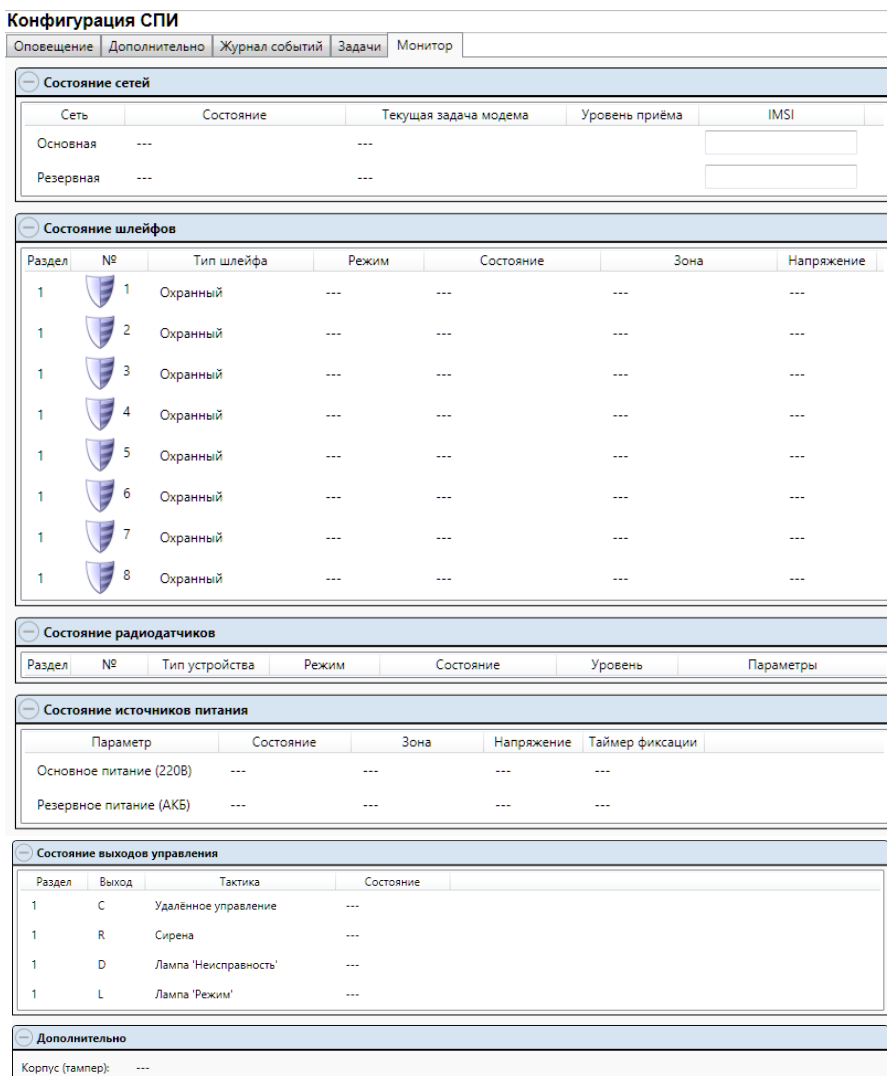 Конфигурация СПИ
Оповещение Дополнительно Журнал событий Задачи Монитор
Состояние сетей
Сеть Состояние Текущая задача модема Уровень приёма IMSI
Основная --- ---
Резервная --- ---
Состояние шлейфов
Раздел № Тип шлейфа Режим Состояние Зона Напряжение
1 1 Охранный --- --- --- ---
1 2 Охранный --- --- --- ---
1 3 Охранный --- --- --- ---
1 4 Охранный --- --- --- ---
1 5 Охранный --- --- --- ---
1 6 Охранный --- --- --- ---
1 7 Охранный --- --- --- ---
1 8 Охранный --- --- --- ---
Состояние радиодатчиков
Раздел № Тип устройства Режим Состояние Уровень Параметры
Состояние источников питания
Параметр Состояние Зона Напряжение Таймер фиксации
Основное питание (220В) --- --- --- ---
Резервное питание (АКБ) --- --- --- ---
Состояние выходов управления
Раздел Выход Тактика Состояние
1 C Удалённое управление ---
1 R Сирена ---
1 D Лампа 'Неисправность' ---
1 L Лампа 'Режим' ---
Дополнительно
Корпус (тампер): ---